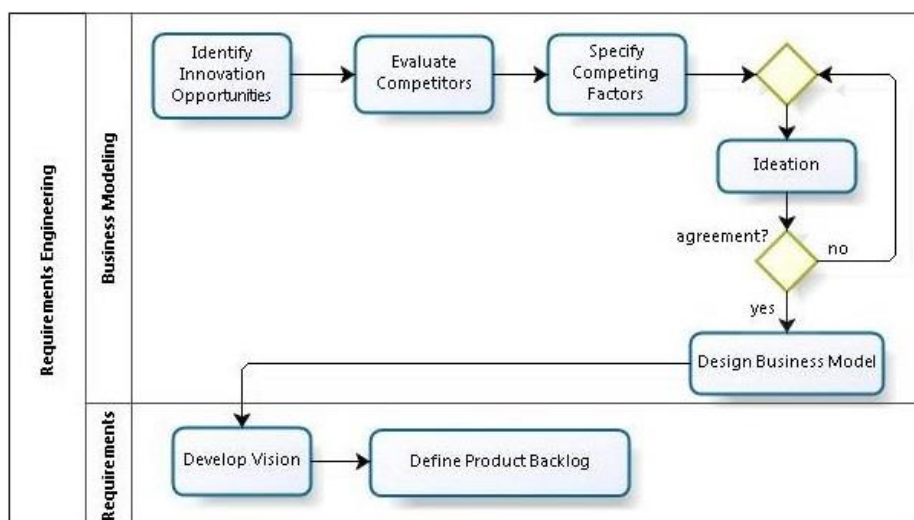 Requirements Engineering
Business Modeling
Identify
Innovation
Opportunities
Evaluate
Competitors
Specify
Competing
Factors
Ideation
agreement?
no
yes
Design Business Model
Requirements
Develop Vision
Define Product Backlog